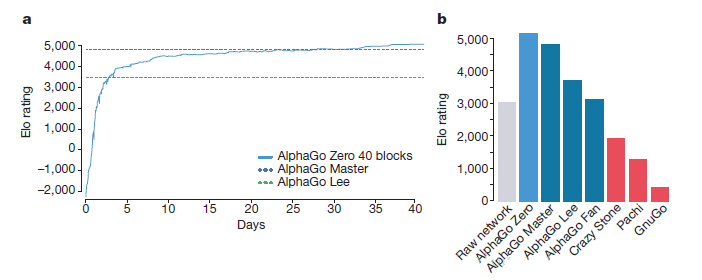 a
5,000
4,000
3,000
2,000
1,000
0
−1,000
−2,000
Elo rating
0 5 10 15 20 25 30 35 40
Days
AlphaGo Zero 40 blocks
AlphaGo Master
AlphaGo Lee
b
5,000
4,000
3,000
2,000
1,000
0
Elo rating
Raw network
AlphaGo Zero
AlphaGo Master
AlphaGo Lee
AlphaGo Fan
Crazy Stone
Pachi
GnuGo